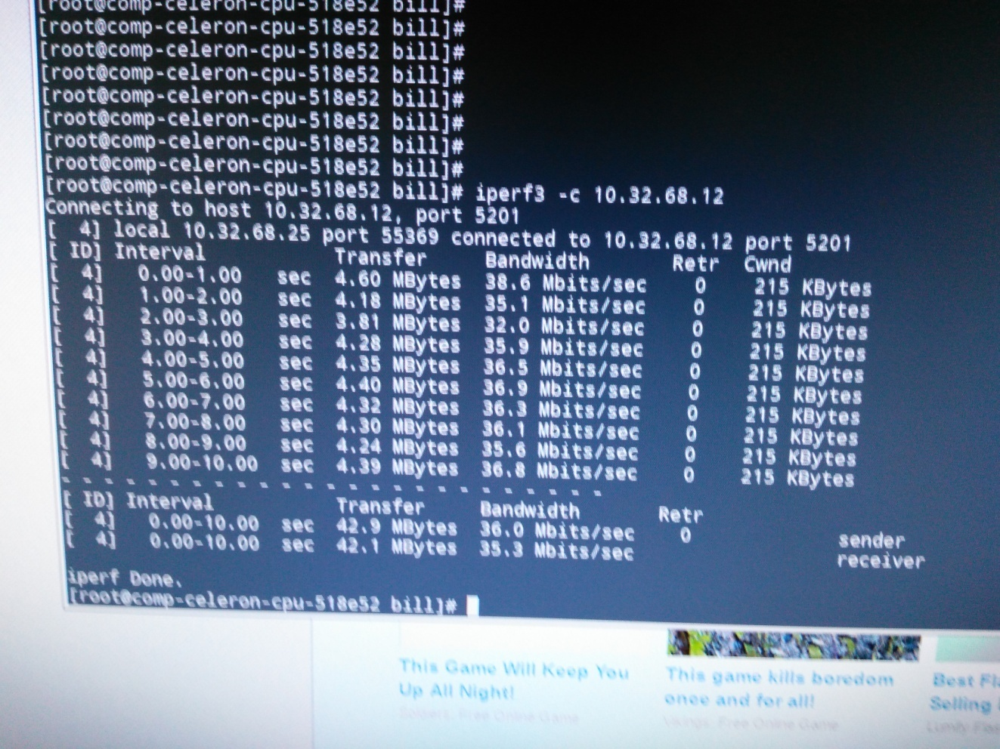 [root@comp-celeron-cpu-518e52 bill]#
[root@comp-celeron-cpu-518e52 bill]#
[root@comp-celeron-cpu-518e52 bill]#
[root@comp-celeron-cpu-518e52 bill]#
[root@comp-celeron-cpu-518e52 bill]#
[root@comp-celeron-cpu-518e52 bill]#
[root@comp-celeron-cpu-518e52 bill]#
[root@comp-celeron-cpu-518e52 bill]#
[root@comp-celeron-cpu-518e52 bill]# iperf3 -c 10.32.68.12
Connecting to host 10.32.68.12, port 5201
[ 4] local 10.32.68.25 port 55369 connected to 10.32.68.12 port 5201
[ ID] Interval Transfer Bandwidth Retr Cwnd
[ 4] 0.00-1.00 sec 4.60 MBytes 38.6 Mbits/sec 0 215 KBytes
[ 4] 1.00-2.00 sec 4.18 MBytes 35.1 Mbits/sec 0 215 KBytes
[ 4] 2.00-3.00 sec 3.81 MBytes 32.0 Mbits/sec 0 215 KBytes
[ 4] 3.00-4.00 sec 4.28 MBytes 35.9 Mbits/sec 0 215 KBytes
[ 4] 4.00-5.00 sec 4.35 MBytes 36.5 Mbits/sec 0 215 KBytes
[ 4] 5.00-6.00 sec 4.40 MBytes 36.9 Mbits/sec 0 215 KBytes
[ 4] 6.00-7.00 sec 4.32 MBytes 36.3 Mbits/sec 0 215 KBytes
[ 4] 7.00-8.00 sec 4.30 MBytes 36.1 Mbits/sec 0 215 KBytes
[ 4] 8.00-9.00 sec 4.24 MBytes 35.6 Mbits/sec 0 215 KBytes
[ 4] 9.00-10.00 sec 4.39 MBytes 36.8 Mbits/sec 0 215 KBytes
- - - - - - - - - - - - - - - - - - - - - - - - -
[ ID] Interval Transfer Bandwidth Retr
[ 4] 0.00-10.00 sec 42.9 MBytes 36.0 Mbits/sec 0 sender
[ 4] 0.00-10.00 sec 42.1 MBytes 35.3 Mbits/sec receiver
iperf Done.
[root@comp-celeron-cpu-518e52 bill]#
This Game Will Keep You
Up All Night!
Free Online Game
This game kills boredom
once and for all!
Vikings: Free Online Game
Best
Selling